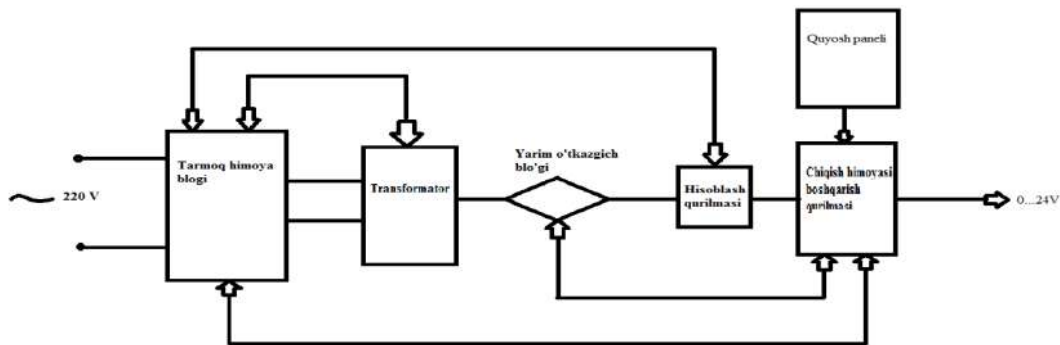 Quyosh paneli
Tarmoq himoya
blogi
Transformator
Yarim o'tkazgich
blo'gi
Hisoblash
qurilmasi
Chiqish himoyasi
boshqarish
qurilmasi
220 V
0...24V